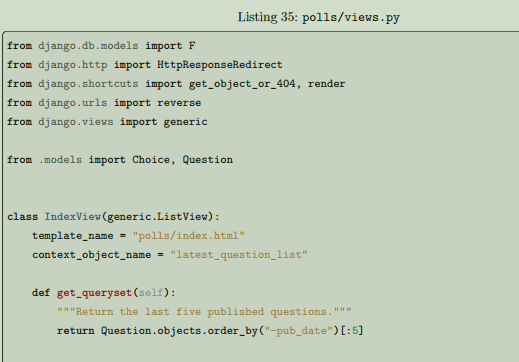 Listing 35: polls/views.py
from django.db.models import F
from django.http import HttpResponseRedirect
from django.shortcuts import get_object_or_404, render
from django.urls import reverse
from django.views import generic
from .models import Choice, Question
class IndexView(generic.ListView):
    template_name = "polls/index.html"
    context_object_name = "latest_question_list"
    def get_queryset(self):
        """Return the last five published questions."""
        return Question.objects.order_by("-pub_date")[:5]